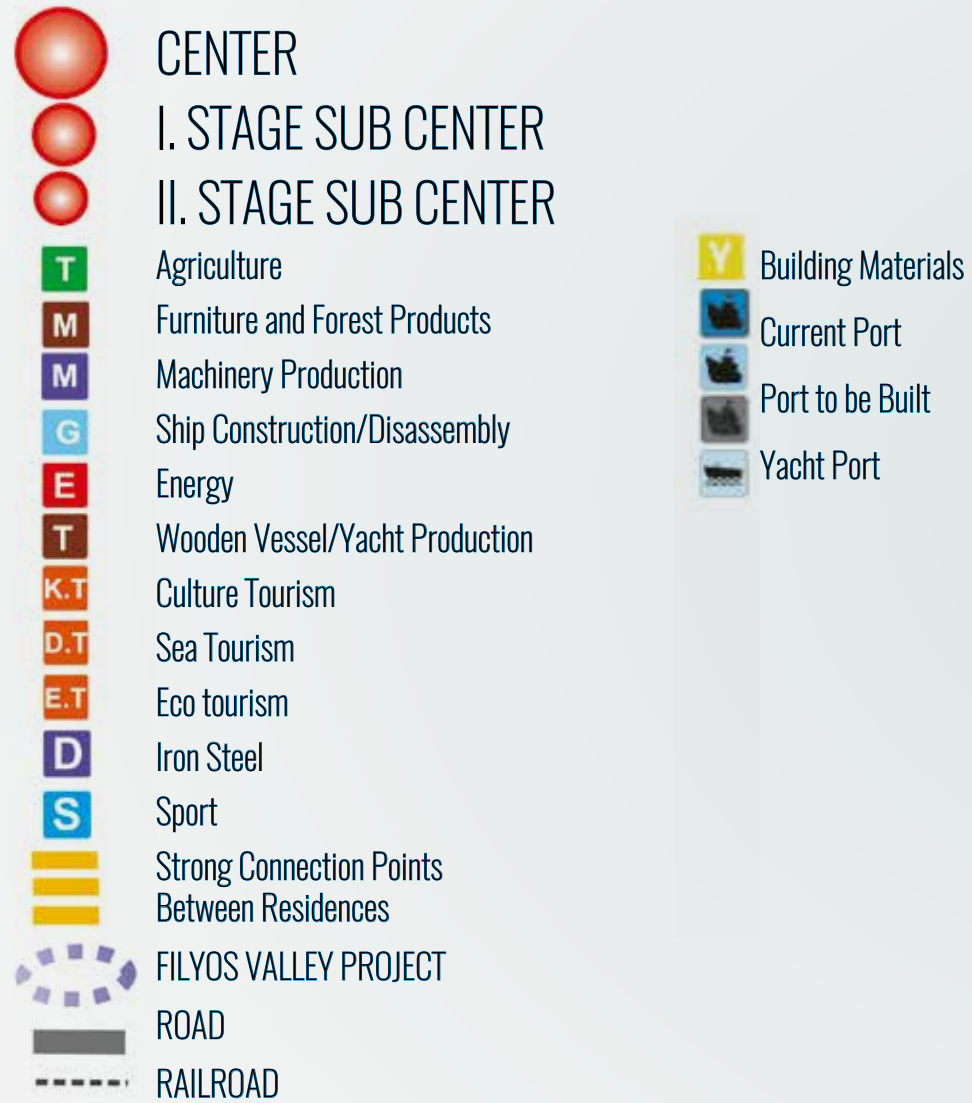 CENTER
I. STAGE SUB CENTER
II. STAGE SUB CENTER
T Agriculture
M Furniture and Forest Products
M Machinery Production
G Ship Construction/Disassembly
E Energy
T Wooden Vessel/Yacht Production
K.T Culture Tourism
D.T Sea Tourism
E.T Eco tourism
D Iron Steel
S Sport
Strong Connection Points
Between Residences
FILYOS VALLEY PROJECT
ROAD
RAILROAD
Y Building Materials
Current Port
Port to be Built
Yacht Port